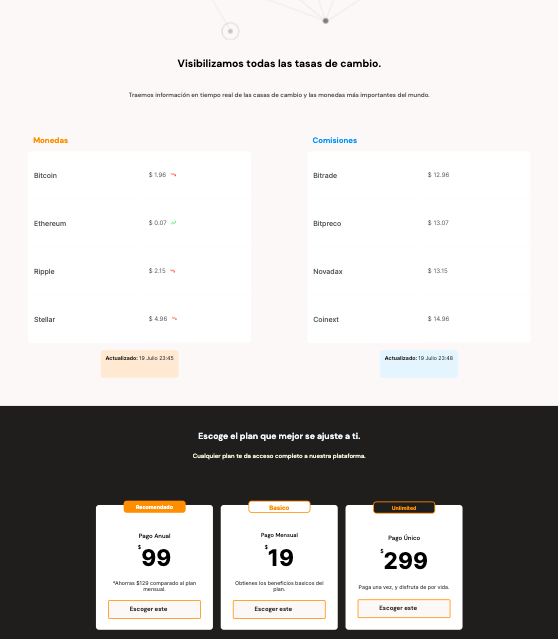 Visibilizamos todas las tasas de cambio.
Traemos información en tiempo real de las casas de cambio y las monedas más importantes del mundo.
Monedas
Bitcoin $ 1.96
Ethereum $ 0.07
Ripple $ 2.15
Stellar $ 4.96
Actualizado: 19 Julio 23:45
Comisiones
Bitrade $ 12.96
Bitpreco $ 13.07
Novadax $ 13.15
Coinext $ 14.96
Actualizado: 19 Julio 23:48
Escoge el plan que mejor se ajuste a ti.
Cualquier plan te da acceso completo a nuestra plataforma.
Recomendado
Pago Anual
$99
*Ahorras $129 comparado al plan
mensual.
Escoger este
Basico
Pago Mensual
$19
Obtienes los beneficios basicos del
plan.
Escoger este
Unlimited
Pago Único
$299
Paga una vez, y disfruta de por vida.
Escoger este